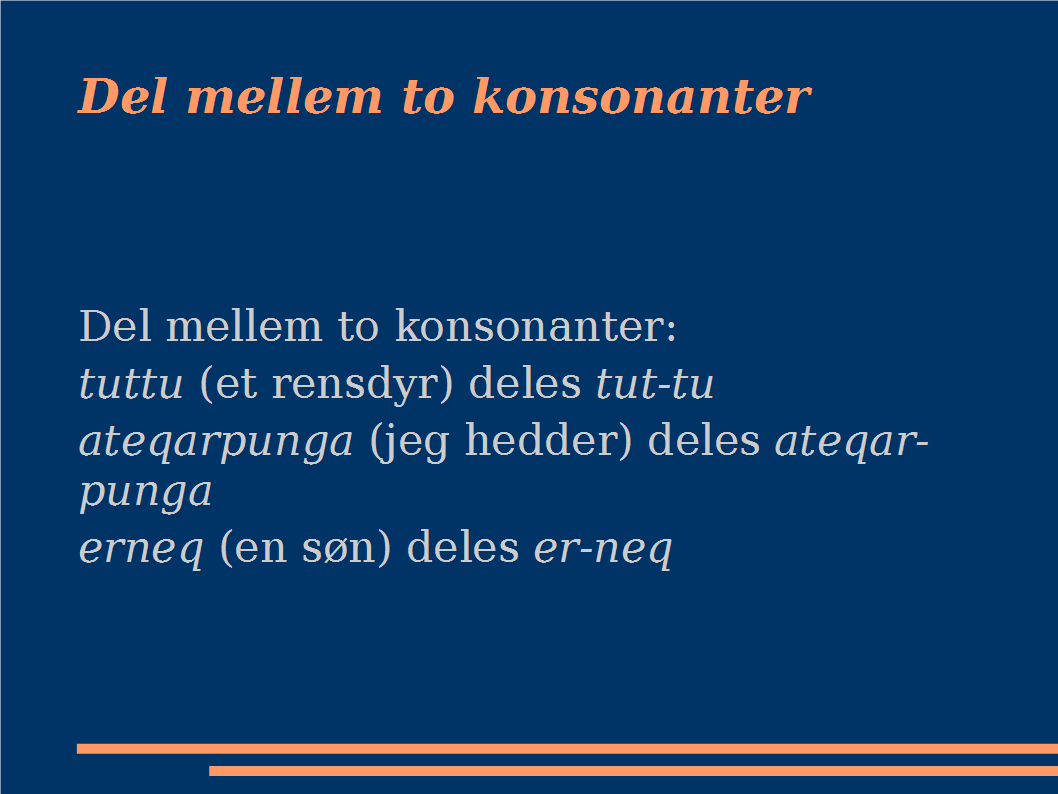 Del mellem to konsonanter
Del mellem to konsonanter:
tuttu (et rensdyr) deles tut-tu
ateqarpunga (jeg hedder) deles ateqar-
punga
erneq (en søn) deles er-neq